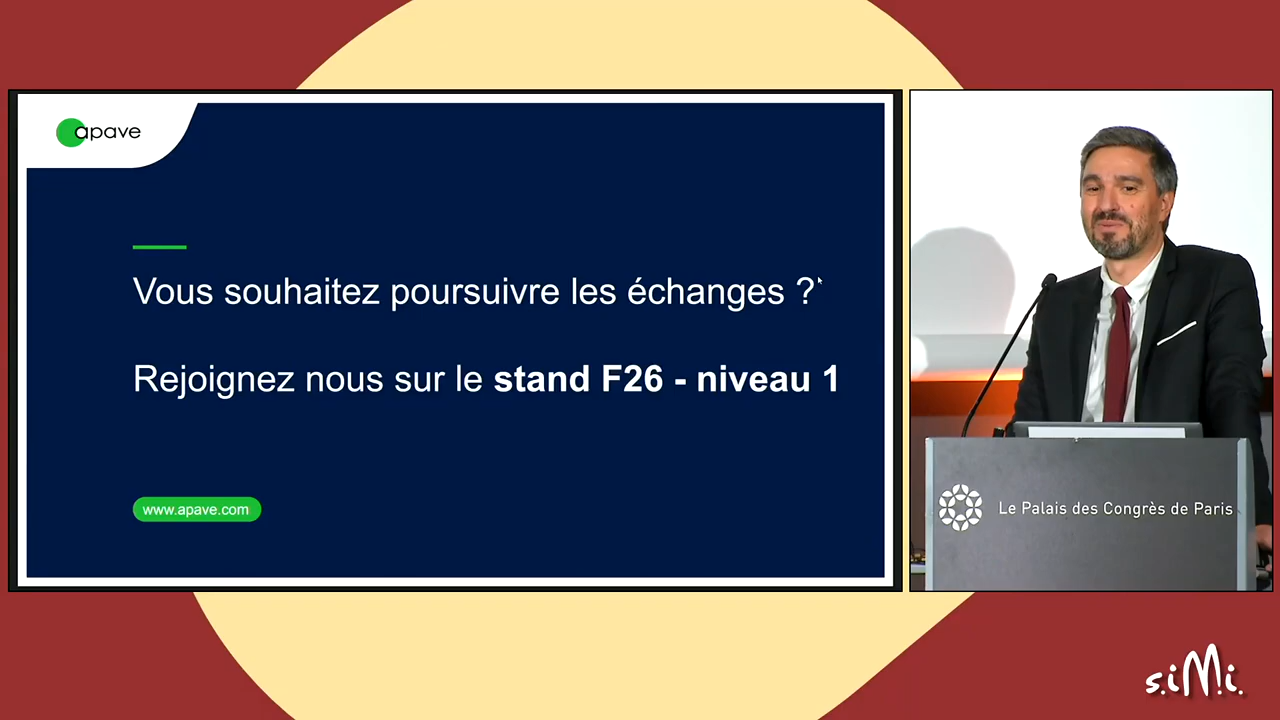 apave
Vous souhaitez poursuivre les échanges ?
Rejoignez nous sur le stand F26 - niveau 1
www.apave.com
Le Palais des Congrès de Paris
s.iM.i.